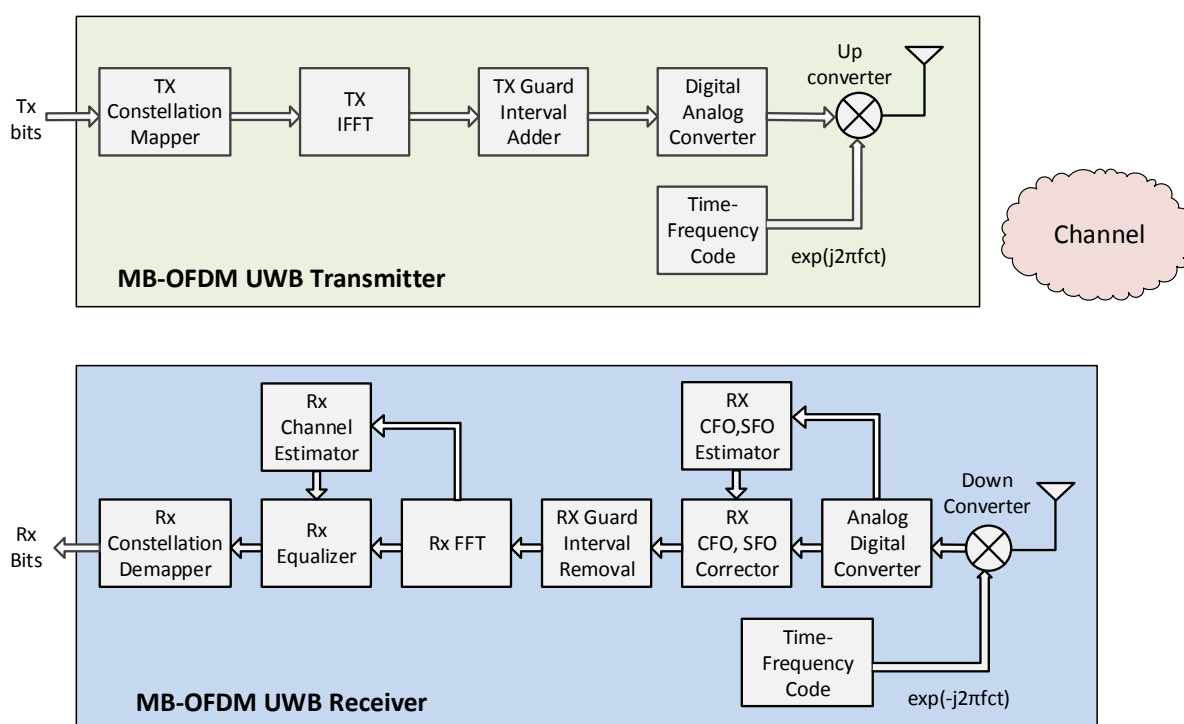 Tx
bits
TX
Constellation
Mapper
TX
IFFT
TX Guard
Interval
Adder
Digital
Analog
Converter
Up
converter
Time-
Frequency
Code
exp(j2πfct)
MB-OFDM UWB Transmitter
Channel
Rx
Bits
Rx
Constellation
Demapper
Rx
Channel
Estimator
Rx
Equalizer
Rx FFT
RX Guard
Interval
Removal
RX
CFO,SFO
Estimator
RX
CFO, SFO
Corrector
Analog
Digital
Converter
Down
Converter
Time-
Frequency
Code
exp(-j2πfct)
MB-OFDM UWB Receiver